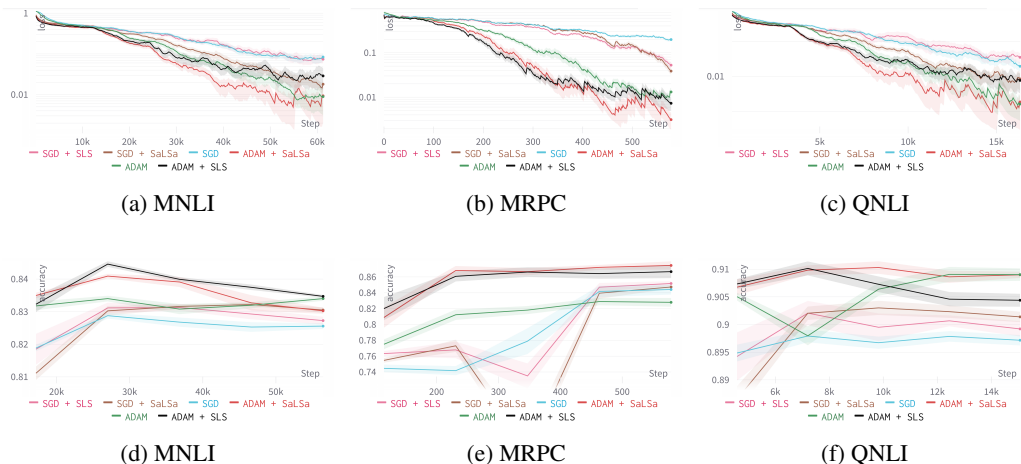 loss
1
0.01
Step
10k 20k 30k 40k 50k 60k
SGD + SLS SGD + SaLSa SGD ADAM + SaLSa
ADAM ADAM + SLS
(a) MNLI
loss
0.1
0.01
Step
0 100 200 300 400 500
SGD + SLS SGD + SaLSa SGD ADAM + SaLSa
ADAM ADAM + SLS
(b) MRPC
loss
0.01
Step
5k 10k 15k
SGD + SLS SGD + SaLSa SGD ADAM + SaLSa
ADAM ADAM + SLS
(c) QNLI
accuracy
0.84
0.83
0.82
0.81
Step
20k 30k 40k 50k
SGD + SLS SGD + SaLSa SGD ADAM + SaLSa
ADAM ADAM + SLS
(d) MNLI
accuracy
0.86
0.84
0.82
0.8
0.78
0.76
0.74
Step
200 300 400 500
SGD + SLS SGD + SaLSa SGD ADAM + SaLSa
ADAM ADAM + SLS
(e) MRPC
accuracy
0.91
0.905
0.9
0.895
0.89
Step
6k 8k 10k 12k 14k
SGD + SLS SGD + SaLSa SGD ADAM + SaLSa
ADAM ADAM + SLS
(f) QNLI